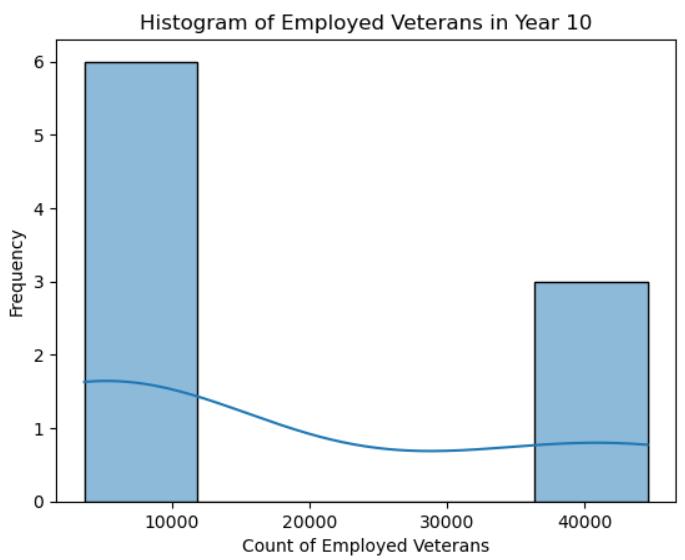 Histogram of Employed Veterans in Year 10
6
5
4
3
2
1
0
Frequency
10000 20000 30000 40000
Count of Employed Veterans